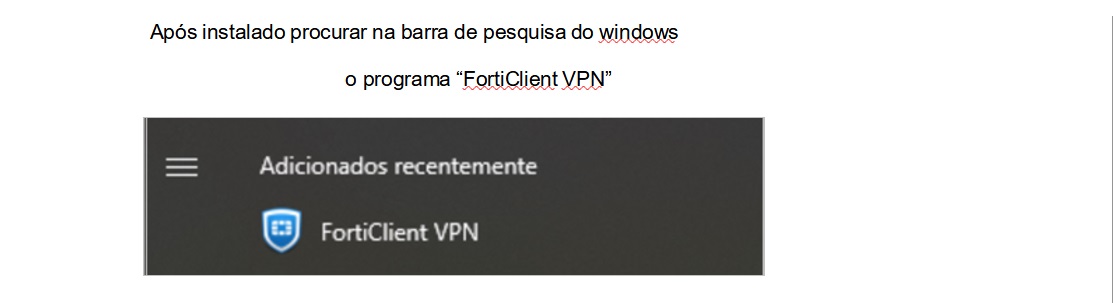 Após instalado procurar na barra de pesquisa do windows
o programa “FortiClient VPN”
Adicionados recentemente
FortiClient VPN